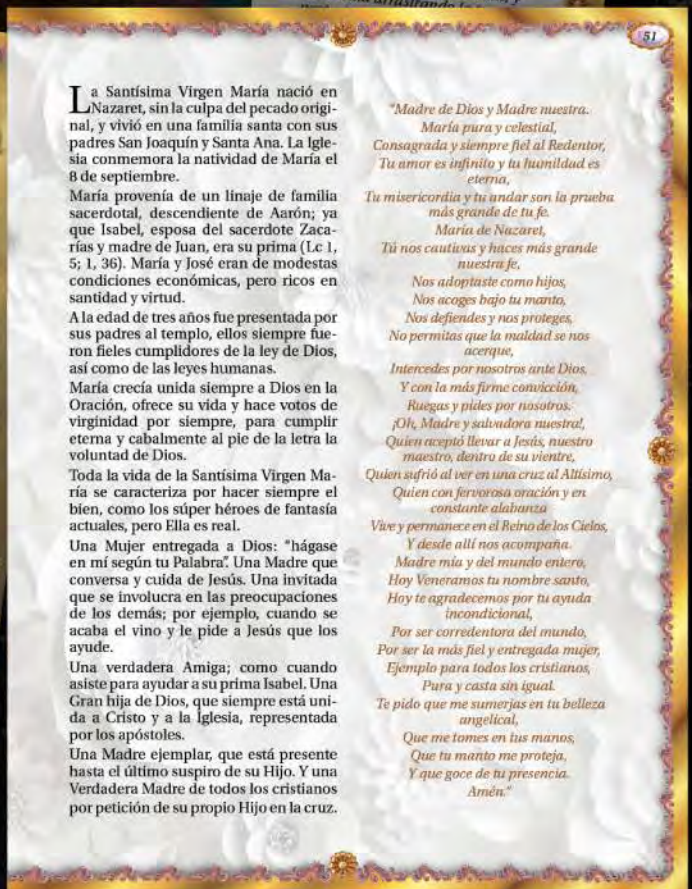 51
La Santísima Virgen María nació en
Nazaret, sin la culpa del pecado origi-
nal, y vivió en una familia santa con sus
padres San Joaquín y Santa Ana. La Igle-
sia conmemora la natividad de María el
8 de septiembre.
María provenía de un linaje de familia
sacerdotal, descendiente de Aarón; ya
que Isabel, esposa del sacerdote Zaca-
rías y madre de Juan, era su prima (Lc 1,
5; 1, 36). María y José eran de modestas
condiciones económicas, pero ricos en
santidad y virtud.
A la edad de tres años fue presentada por
sus padres al templo, ellos siempre fue-
ron fieles cumplidores de la ley de Dios,
así como de las leyes humanas.
María crecía unida siempre a Dios en la
Oración, ofrece su vida y hace votos de
virginidad por siempre, para cumplir
eterna y cabalmente al pie de la letra la
voluntad de Dios.
Toda la vida de la Santísima Virgen Ma-
ría se caracteriza por hacer siempre el
bien, como los súper héroes de fantasía
actuales, pero Ella es real.
Una Mujer entregada a Dios: “hágase
en mí según tu Palabra”. Una Madre que
conversa y cuida de Jesús. Una invitada
que se involucra en las preocupaciones
de los demás; por ejemplo, cuando se
acaba el vino y le pide a Jesús que los
ayude.
Una verdadera Amiga; como cuando
asiste para ayudar a su prima Isabel. Una
Gran hija de Dios, que siempre está uni-
da a Cristo y a la Iglesia, representada
por los apóstoles.
Una Madre ejemplar, que está presente
hasta el último suspiro de su Hijo. Y una
Verdadera Madre de todos los cristianos
por petición de su propio Hijo en la cruz.
“Madre de Dios y Madre nuestra.
María pura y celestial,
Consagrada y siempre fiel al Redentor,
Tu amor es infinito y tu humildad es
eterna,
Tu misericordia y tu andar son la prueba
más grande de tu fe.
María de Nazaret,
Tú nos cautivas y haces más grande
nuestra fe,
Nos adoptaste como hijos,
Nos acoges bajo tu manto,
Nos defiendes y nos proteges,
No permitas que la maldad se nos
acerque,
Intercedes por nosotros ante Dios,
Y con la más firme convicción,
Ruegas y pides por nosotros.
¡Oh, Madre y salvadora nuestra!,
Quien aceptó llevar a Jesús, nuestro
maestro, dentro de su vientre,
Quien sufrió al ver en una cruz al Altísimo,
Quien con fervorosa oración y en
constante alabanza
Vive y permanece en el Reino de los Cielos,
Y desde allí nos acompaña.
Madre mía y del mundo entero,
Hoy Veneramos tu nombre santo,
Hoy te agradecemos por tu ayuda
incondicional,
Por ser corredentora del mundo,
Por ser la más fiel y entregada mujer,
Ejemplo para todos los cristianos,
Pura y casta sin igual.
Te pido que me sumerjas en tu belleza
angelical,
Que me tomes en tus manos,
Que tu manto me proteja,
Y que goce de tu presencia.
Amén.”